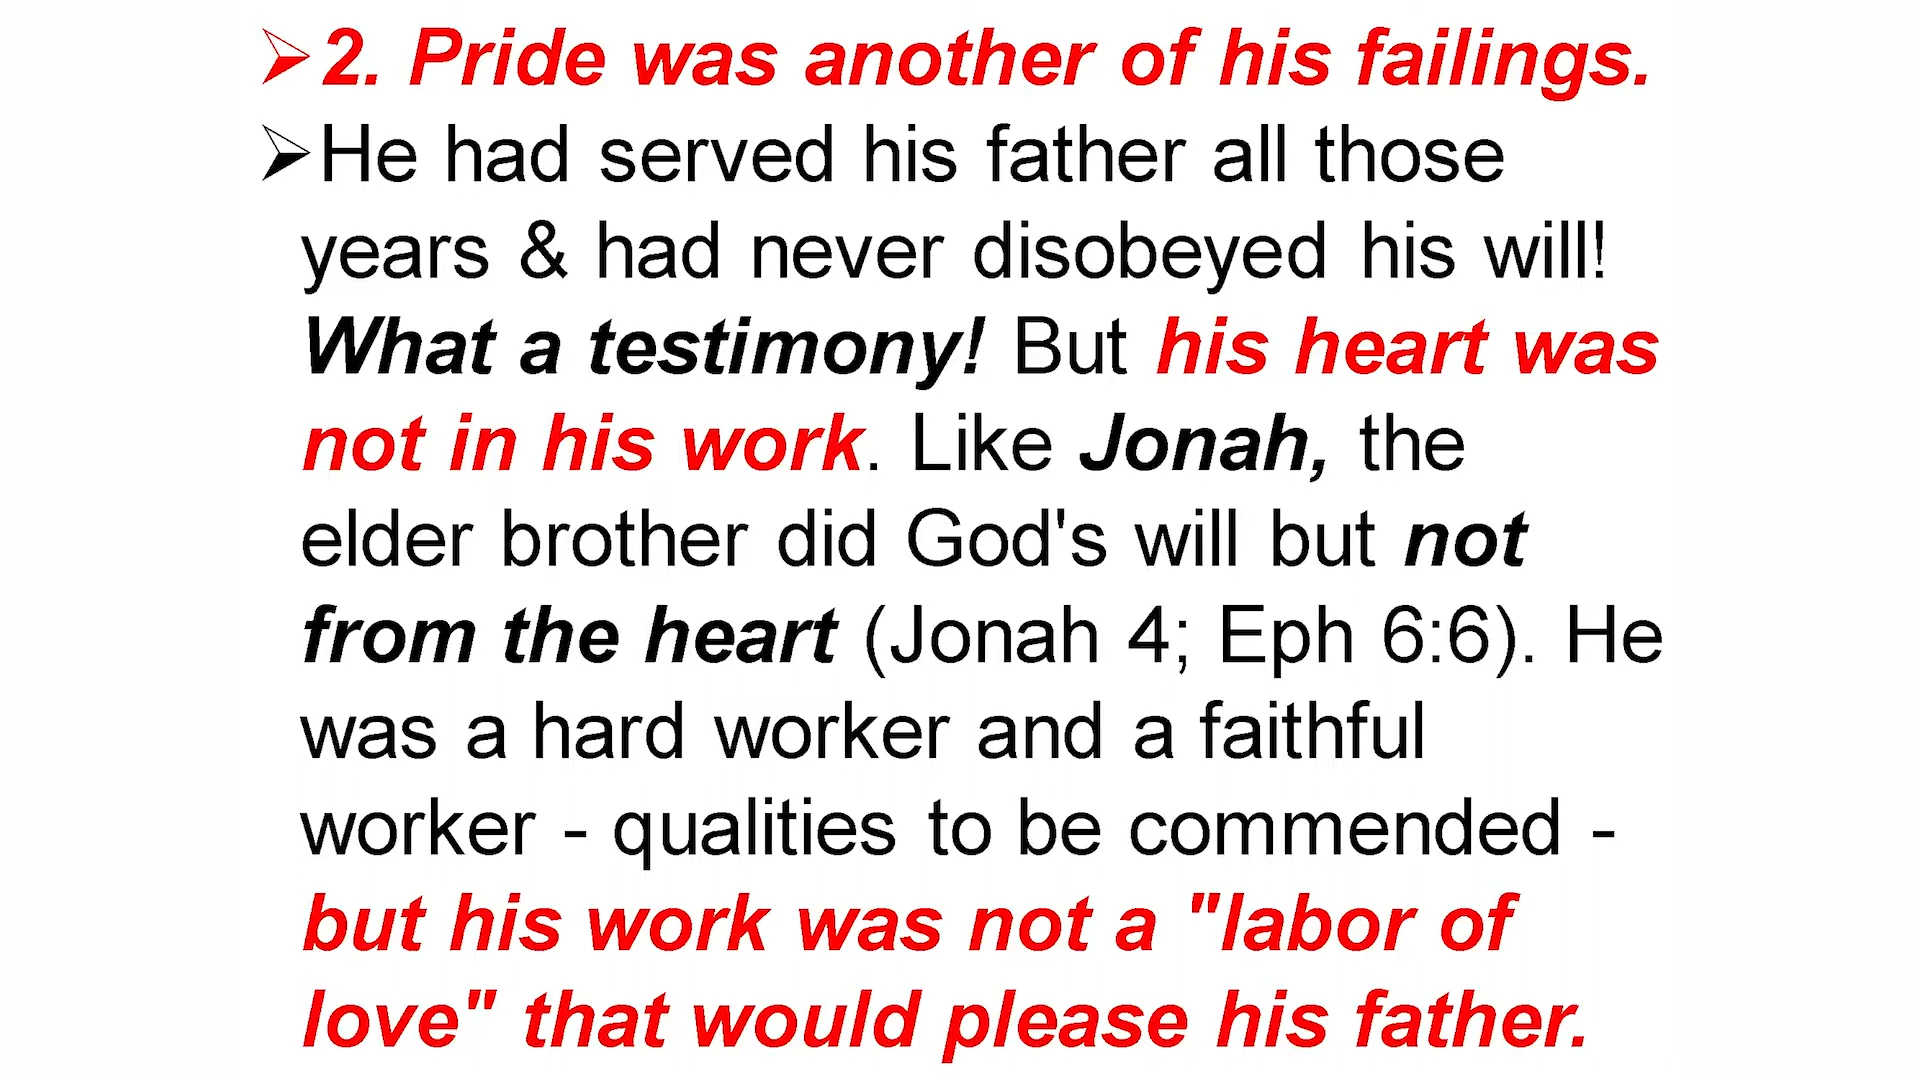 ➢2. Pride was another of his failings.
➢He had served his father all those
years & had never disobeyed his will!
What a testimony! But his heart was
not in his work. Like Jonah, the
elder brother did God's will but not
from the heart (Jonah 4; Eph 6:6). He
was a hard worker and a faithful
worker - qualities to be commended -
but his work was not a "labor of
love" that would please his father.